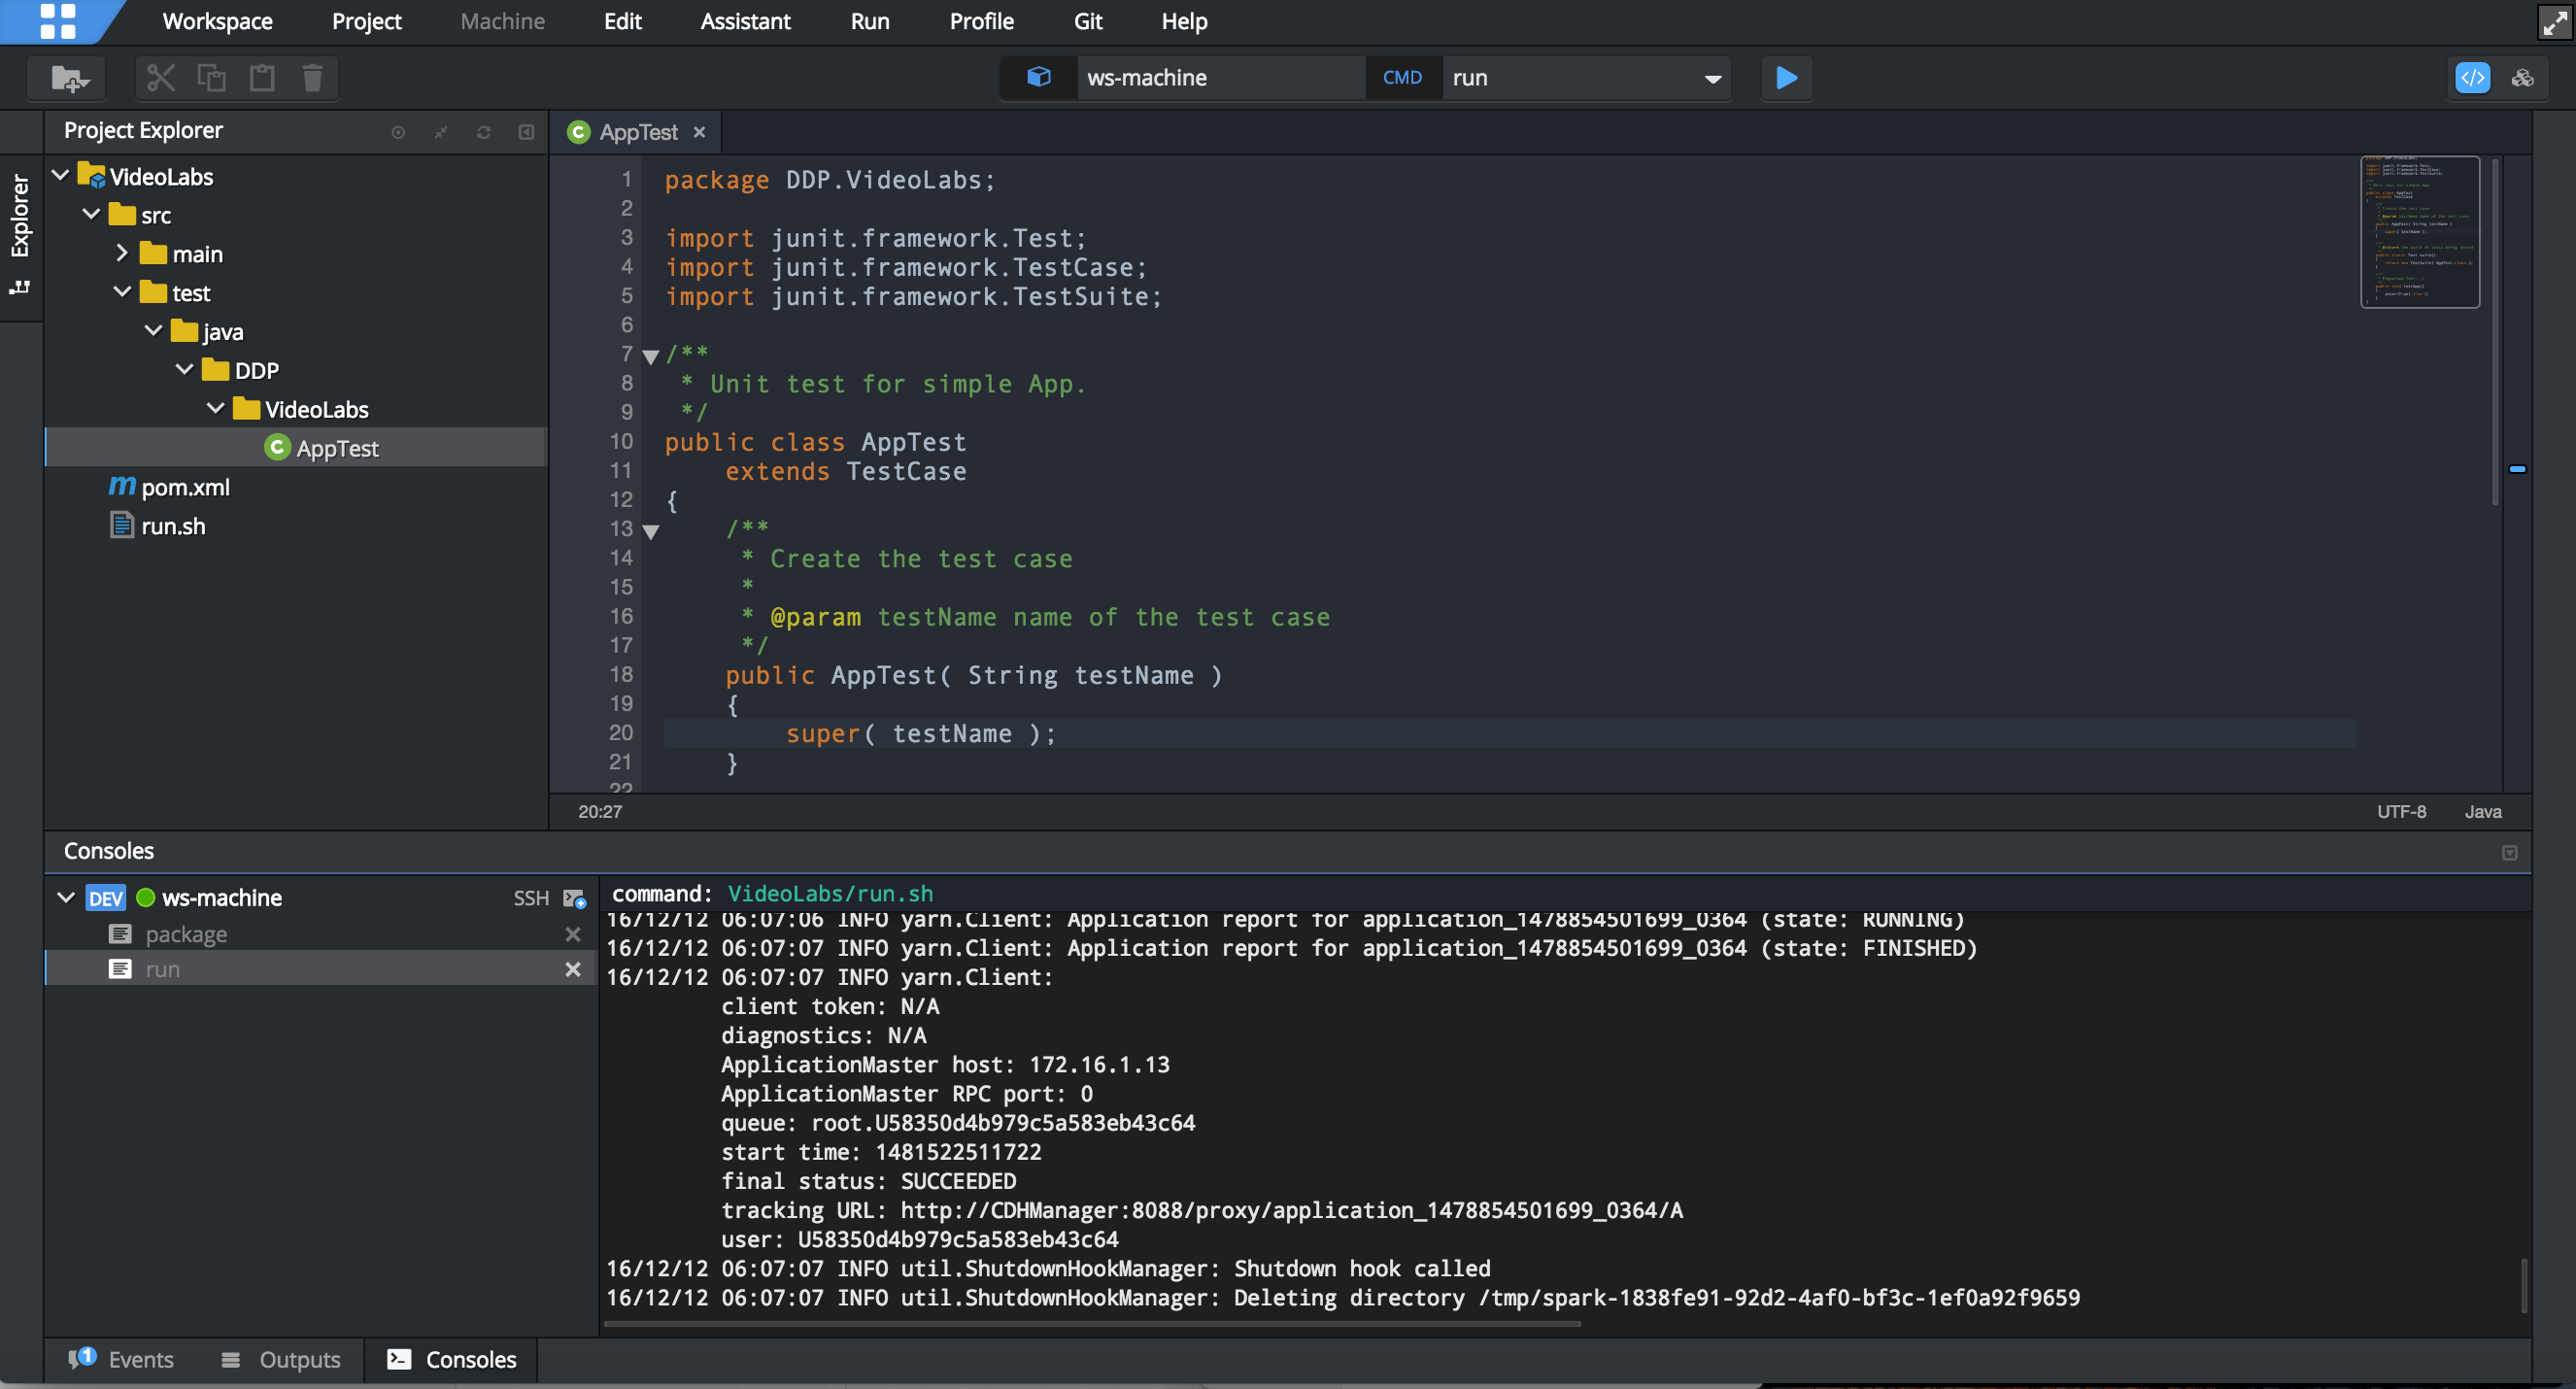 Workspace Project Machine Edit Assistant Run Profile Git Help
ws-machine CMD run
Project Explorer
Explorer
VideoLabs
src
main
test
java
DDP
VideoLabs
AppTest
pom.xml
run.sh
AppTest
1 package DDP.VideoLabs;
2
3 import junit.framework.Test;
4 import junit.framework.TestCase;
5 import junit.framework.TestSuite;
6
7 /**
8 * Unit test for simple App.
9 */
10 public class AppTest
11 extends TestCase
12 {
13 /**
14 * Create the test case
15 *
16 * @param testName name of the test case
17 */
18 public AppTest( String testName )
19 {
20 super( testName );
21 }
22
20:27 UTF-8 Java
Consoles
DEV ws-machine SSH
package
run
command: VideoLabs/run.sh
16/12/12 06:07:06 INFO yarn.Client: Application report for application_1478854501699_0364 (state: RUNNING)
16/12/12 06:07:07 INFO yarn.Client: Application report for application_1478854501699_0364 (state: FINISHED)
16/12/12 06:07:07 INFO yarn.Client:
client token: N/A
diagnostics: N/A
ApplicationMaster host: 172.16.1.13
ApplicationMaster RPC port: 0
queue: root.U58350d4b979c5a583eb43c64
start time: 1481522511722
final status: SUCCEEDED
tracking URL: http://CDHManager:8088/proxy/application_1478854501699_0364/A
user: U58350d4b979c5a583eb43c64
16/12/12 06:07:07 INFO util.ShutdownHookManager: Shutdown hook called
16/12/12 06:07:07 INFO util.ShutdownHookManager: Deleting directory /tmp/spark-1838fe91-92d2-4af0-bf3c-1ef0a92f9659
1 Events Outputs Consoles